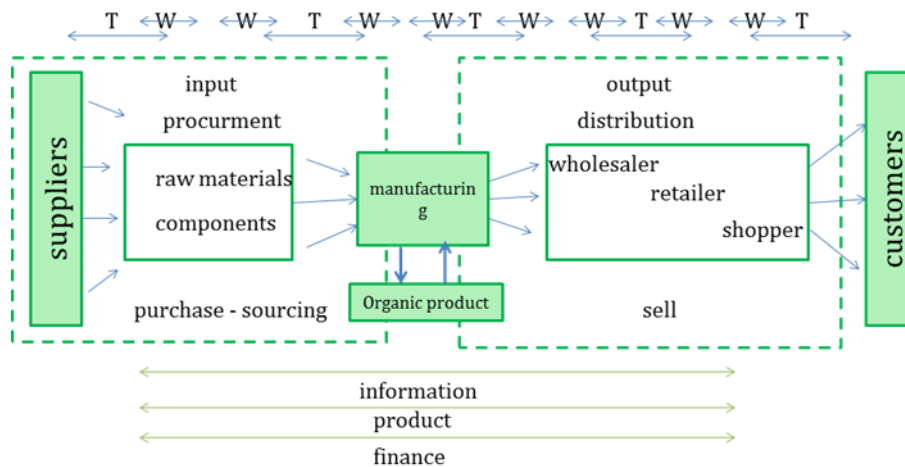 T W W T W W T W W T W W T
input
output
procurment
distribution
suppliers
raw materials
components
manufacturin
g
wholesaler
retailer
shopper
customers
Organic product
purchase - sourcing
sell
information
product
finance